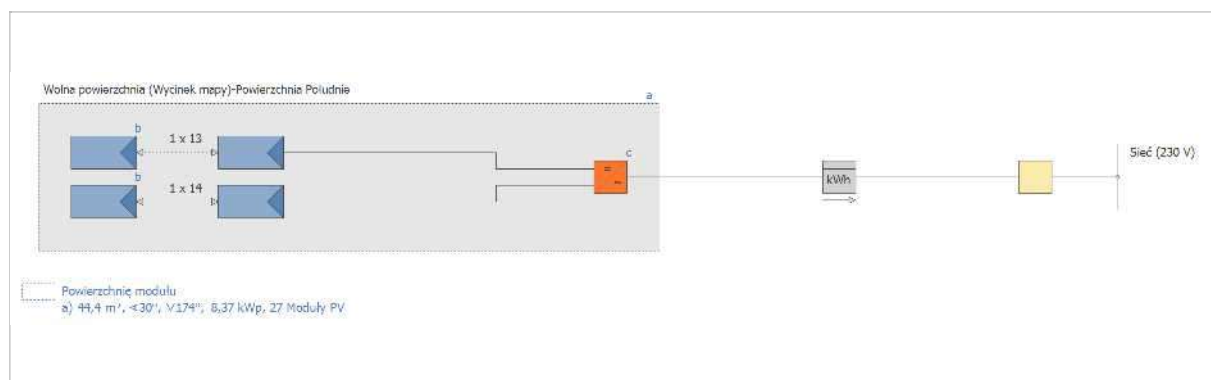 Wolna powierzchnia (Wycinek mapy)-Powierzchnia Południe
a
b
1 x 13
b
1 x 14
c
=
~
kWh
Sieć (230 V)
Powierzchnię modułu
a) 44,4 m², ∢30°, ∨174°, 8,37 kWp, 27 Moduły PV